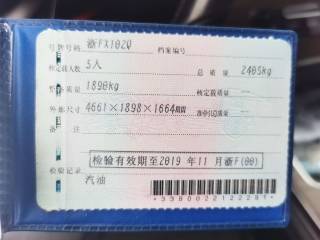 号牌号码 浙FX102Q 档案编号
核定载人数 5人 总质量 2405kg
整备质量 1890kg 核定载质量 --
外廓尺寸 4661×1898×1664mm 准牵引总质量 --
备注
检验有效期至2019年11月浙F(00)
检验记录
汽油
*3380022122281*